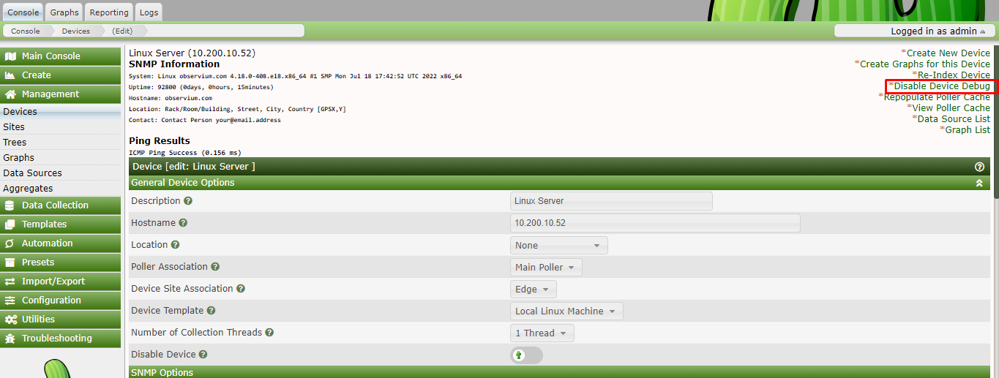 Console Graphs Reporting Logs
Console Devices (Edit)
Logged in as admin
Main Console
Create
Management
Devices
Sites
Trees
Graphs
Data Sources
Aggregates
Data Collection
Templates
Automation
Presets
Import/Export
Configuration
Utilities
Troubleshooting
Linux Server (10.200.10.52)
SNMP Information
System: Linux observium.com 4.18.0-408.el8.x86_64 #1 SMP Mon Jul 18 17:42:52 UTC 2022 x86_64
Uptime: 92800 (0days, 0hours, 15minutes)
Hostname: observium.com
Location: Rack/Room/Building, Street, City, Country [GPSX,Y]
Contact: Contact Person your@email.address
Ping Results
ICMP Ping Success (0.156 ms)
*Create New Device
*Create Graphs for this Device
*Re-Index Device
*Disable Device Debug
*Repopulate Poller Cache
*View Poller Cache
*Data Source List
*Graph List
Device [edit: Linux Server ]
General Device Options
Description Linux Server
Hostname 10.200.10.52
Location None
Poller Association Main Poller
Device Site Association Edge
Device Template Local Linux Machine
Number of Collection Threads 1 Thread
Disable Device
SNMP Options